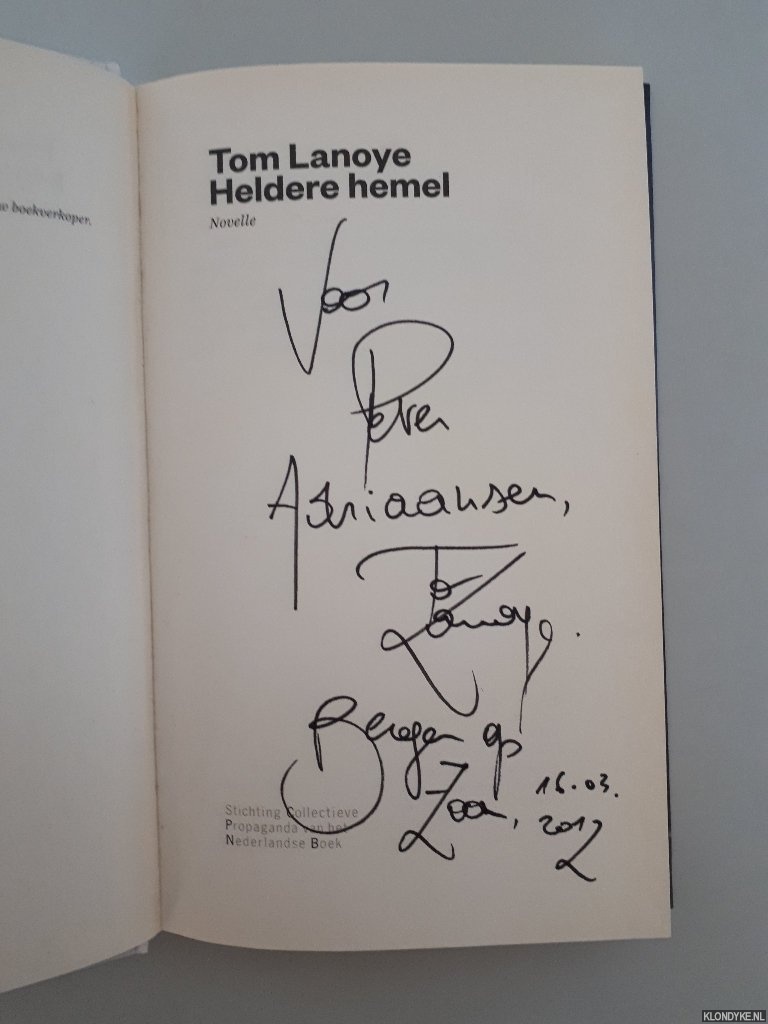 w boekverkoper.
Tom Lanoye
Heldere hemel
Novelle
Voor
Peter
Adriaansen,
Tom
Lanoye.
Bergen op
Zoom,
16.03.
2012
Stichting Collectieve
Propaganda van het
Nederlandse Boek
KLONDYKE.NL